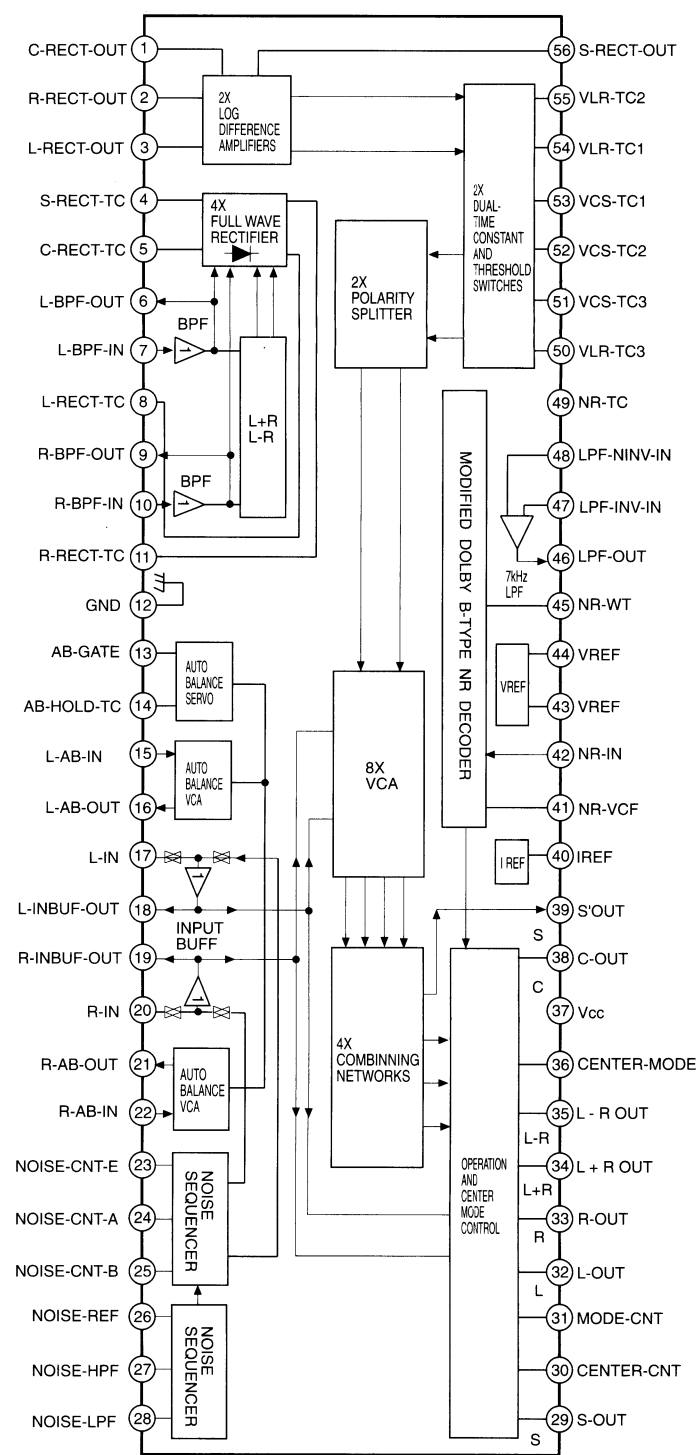 C-RECT-OUT 1
R-RECT-OUT 2
L-RECT-OUT 3
S-RECT-TC 4
C-RECT-TC 5
L-BPF-OUT 6
L-BPF-IN 7
L-RECT-TC 8
R-BPF-OUT 9
R-BPF-IN 10
R-RECT-TC 11
GND 12
AB-GATE 13
AB-HOLD-TC 14
L-AB-IN 15
L-AB-OUT 16
L-IN 17
L-INBUF-OUT 18
R-INBUF-OUT 19
R-IN 20
R-AB-OUT 21
R-AB-IN 22
NOISE-CNT-E 23
NOISE-CNT-A 24
NOISE-CNT-B 25
NOISE-REF 26
NOISE-HPF 27
NOISE-LPF 28
2X
LOG
DIFFERENCE
AMPLIFIERS
4X
FULL WAVE
RECTIFIER
BPF
1
L+R
L-R
BPF
1
AUTO
BALANCE
SERVO
AUTO
BALANCE
VCA
1
INPUT
BUFF
1
AUTO
BALANCE
VCA
NOISE
SEQUENCER
NOISE
SEQUENCER
2X
POLARITY
SPLITTER
8X
VCA
4X
COMBINNING
NETWORKS
2X
DUAL-
TIME
CONSTANT
AND
THRESHOLD
SWITCHES
MODIFIED DOLBY B-TYPE NR DECODER
7kHz
LPF
VREF
I REF
OPERATION
AND
CENTER
MODE
CONTROL
56 S-RECT-OUT
55 VLR-TC2
54 VLR-TC1
53 VCS-TC1
52 VCS-TC2
51 VCS-TC3
50 VLR-TC3
49 NR-TC
48 LPF-NINV-IN
47 LPF-INV-IN
46 LPF-OUT
45 NR-WT
44 VREF
43 VREF
42 NR-IN
41 NR-VCF
40 IREF
39 S'OUT
S
38 C-OUT
C
37 Vcc
36 CENTER-MODE
35 L - R OUT
L-R
34 L + R OUT
L+R
33 R-OUT
R
32 L-OUT
L
31 MODE-CNT
30 CENTER-CNT
29 S-OUT
S